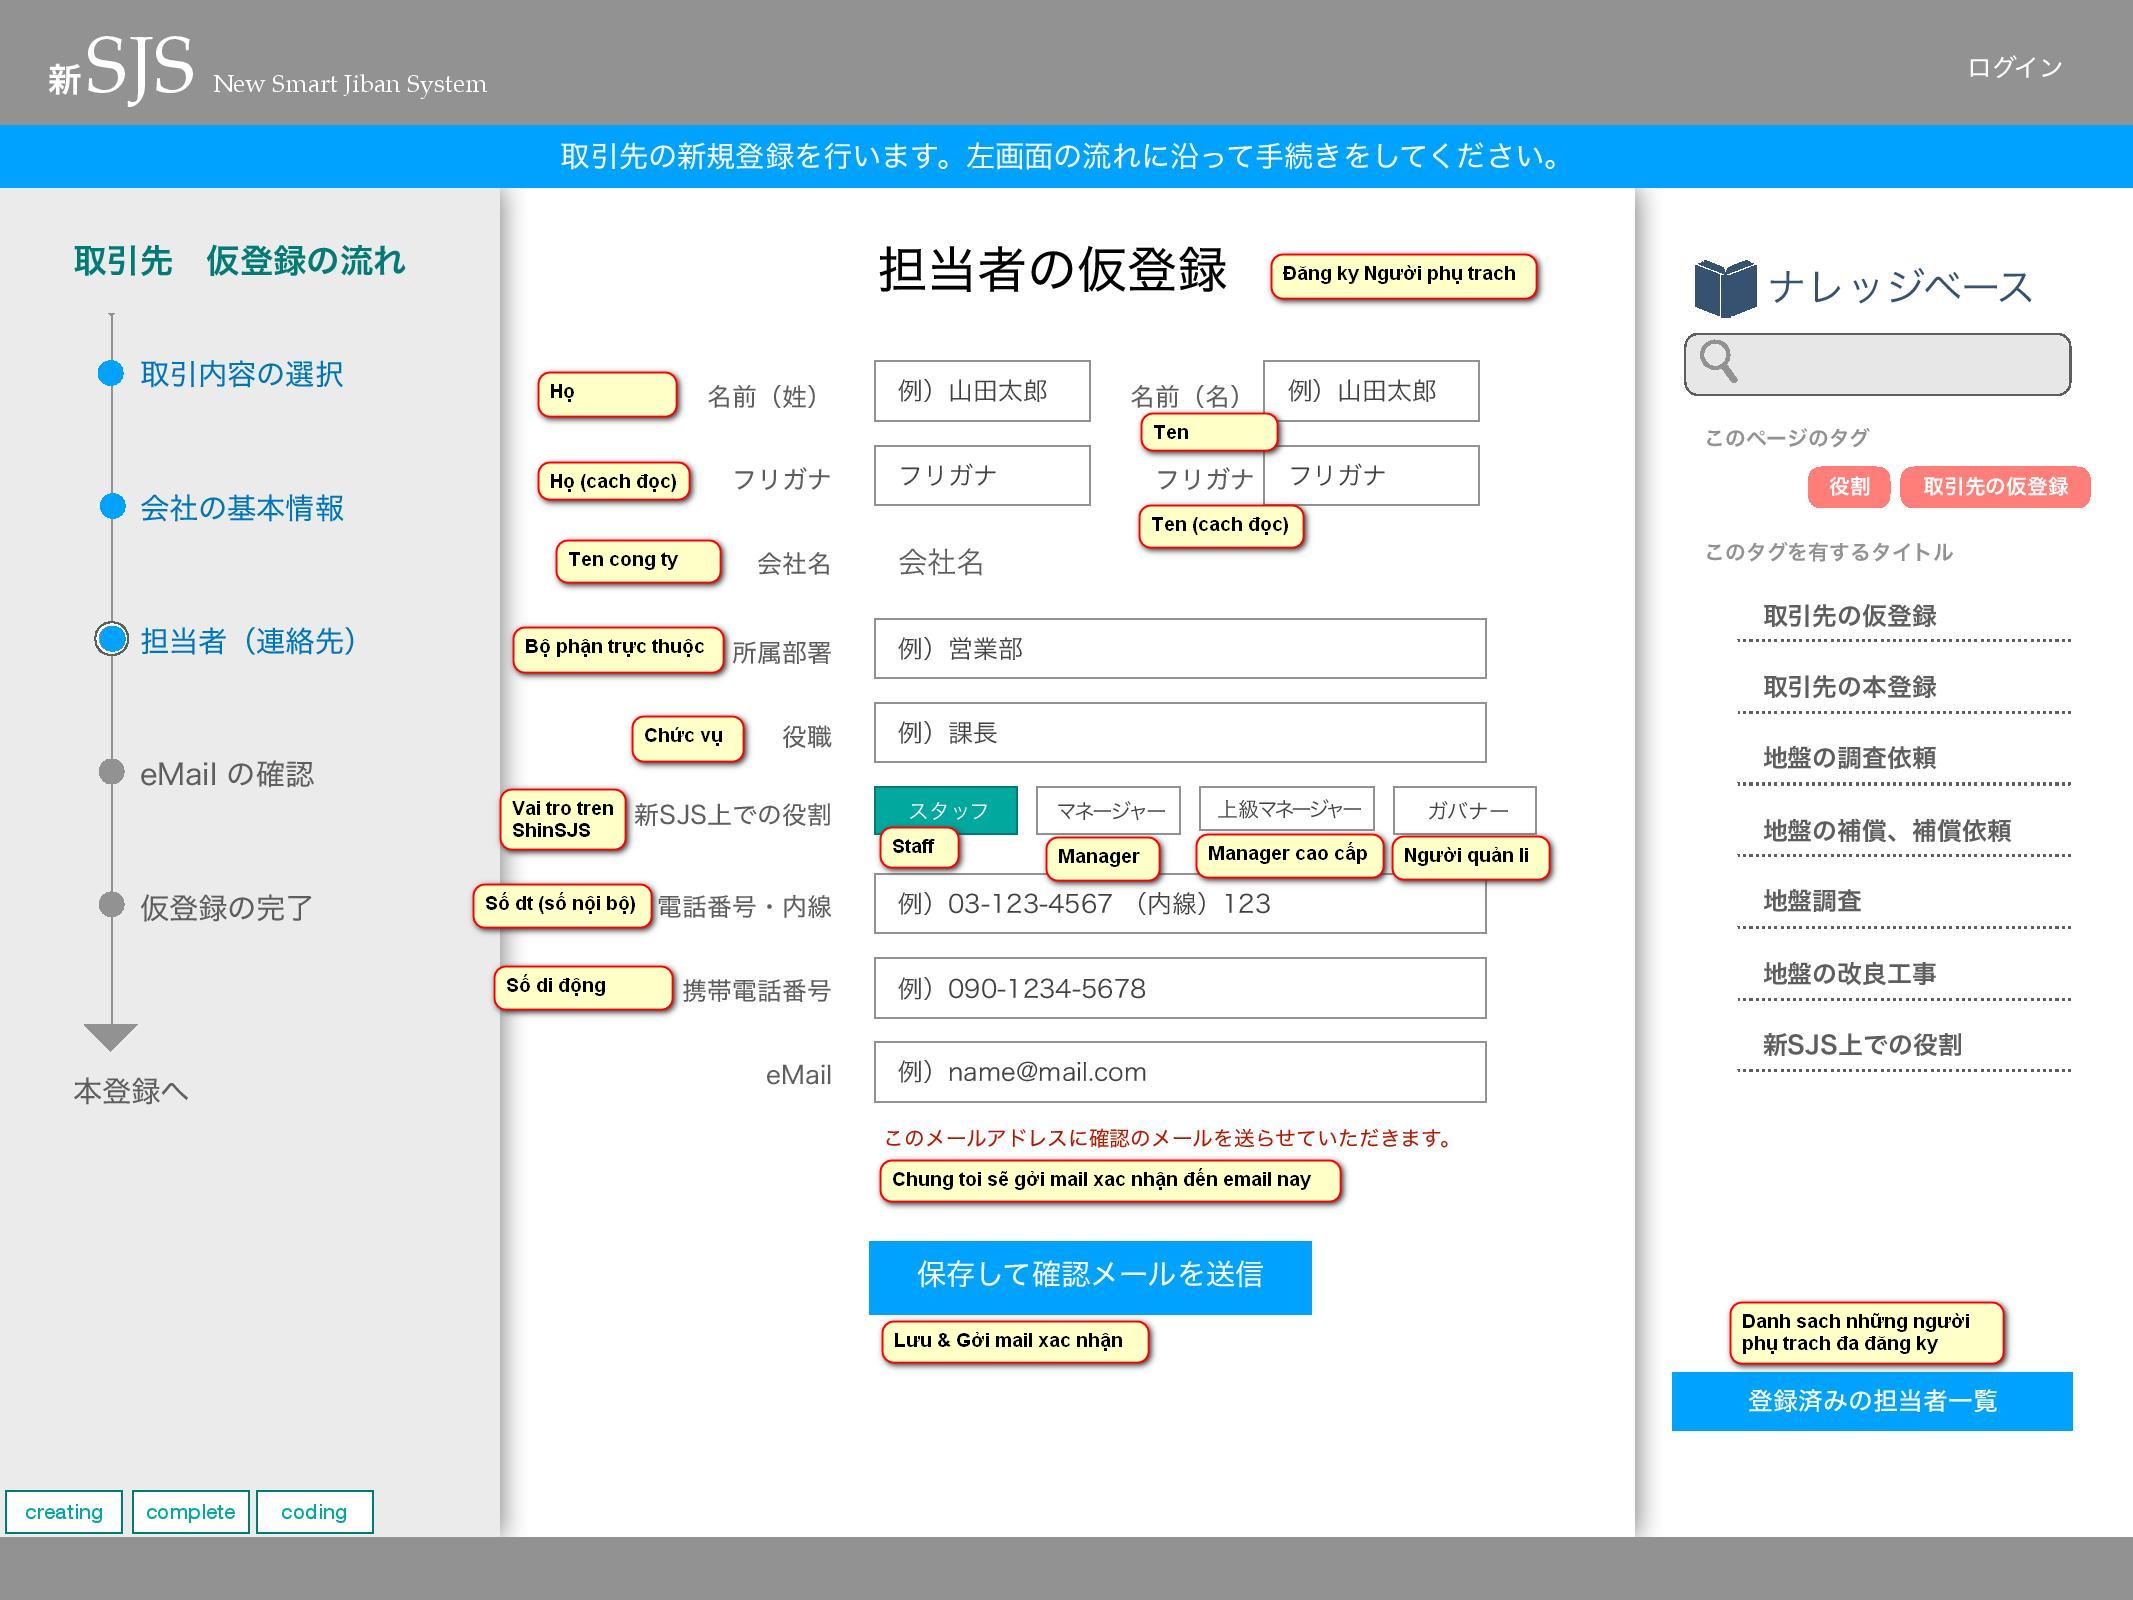 新SJS New Smart Jiban System
ログイン
取引先の新規登録を行います。左画面の流れに沿って手続きをしてください。
取引先 仮登録の流れ
取引内容の選択
会社の基本情報
担当者（連絡先）
eMail の確認
仮登録の完了
本登録へ
creating
complete
coding
担当者の仮登録
Đăng ky Người phụ trach
Họ
名前（姓）
例）山田太郎
名前（名）
例）山田太郎
Ten
Họ (cach đọc)
フリガナ
フリガナ
フリガナ
フリガナ
Ten (cach đọc)
Ten cong ty
会社名
会社名
Bộ phận trực thuộc
所属部署
例）営業部
Chức vụ
役職
例）課長
Vai tro tren
ShinSJS
新SJS上での役割
スタッフ
マネージャー
上級マネージャー
ガバナー
Staff
Manager
Manager cao cấp
Người quản li
Số dt (số nội bộ)
電話番号・内線
例）03-123-4567 （内線）123
Số di động
携帯電話番号
例）090-1234-5678
eMail
例）name@mail.com
このメールアドレスに確認のメールを送らせていただきます。
Chung toi sẽ gởi mail xac nhận đến email nay
保存して確認メールを送信
Lưu & Gởi mail xac nhận
ナレッジベース
このページのタグ
役割
取引先の仮登録
このタグを有するタイトル
取引先の仮登録
取引先の本登録
地盤の調査依頼
地盤の補償、補償依頼
地盤調査
地盤の改良工事
新SJS上での役割
Danh sach những người
phụ trach đa đăng ky
登録済みの担当者一覧